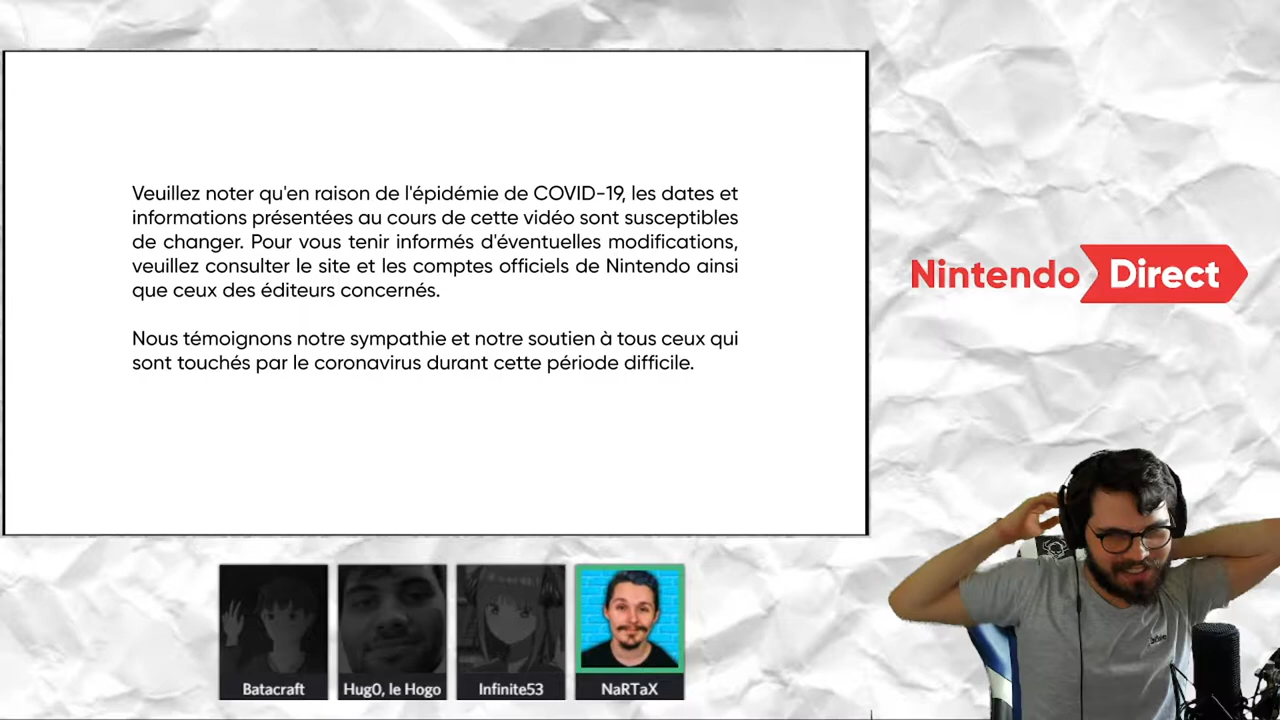 Veuillez noter qu'en raison de l'épidémie de COVID-19, les dates et
informations présentées au cours de cette vidéo sont susceptibles
de changer. Pour vous tenir informés d'éventuelles modifications,
veuillez consulter le site et les comptes officiels de Nintendo ainsi
que ceux des éditeurs concernés.
Nous témoignons notre sympathie et notre soutien à tous ceux qui
sont touchés par le coronavirus durant cette période difficile.
Nintendo Direct
Batacraft
Hug0, le Hogo
Infinite53
NaRTaX